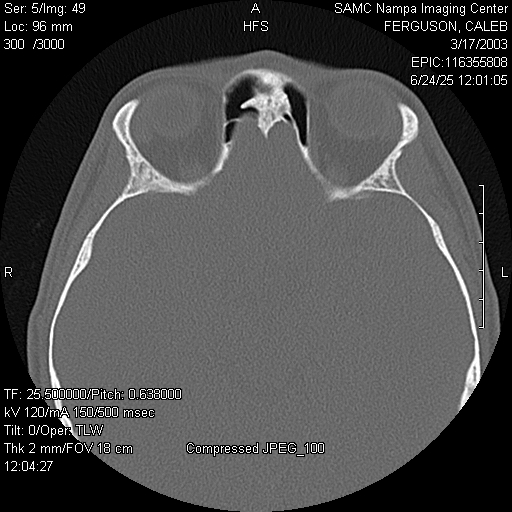 Ser: 5/Img: 49
Loc: 96 mm
300 /3000
A
HFS
SAMC Nampa Imaging Center
FERGUSON, CALEB
3/17/2003
EPIC:116355808
6/24/25 12:01:05
R
L
TF: 25.500000/Pitch: 0.638000
kV 120/mA 150/500 msec
Tilt: 0/Oper: TLW
Thk 2 mm/FOV 18 cm
12:04:27
Compressed JPEG_100